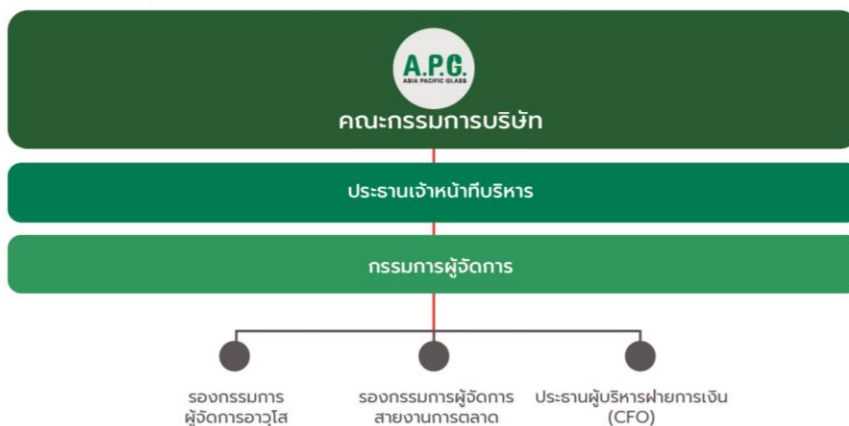 A.P.G.
ASIA PACIFIC GLASS
คณะกรรมการบริษัท
ประธานเจ้าหน้าที่บริหาร
กรรมการผู้จัดการ
รองกรรมการ
ผู้จัดการอาวุโส
รองกรรมการผู้จัดการ
สายงานการตลาด
ประธานผู้บริหารฝ่ายการเงิน
(CFO)